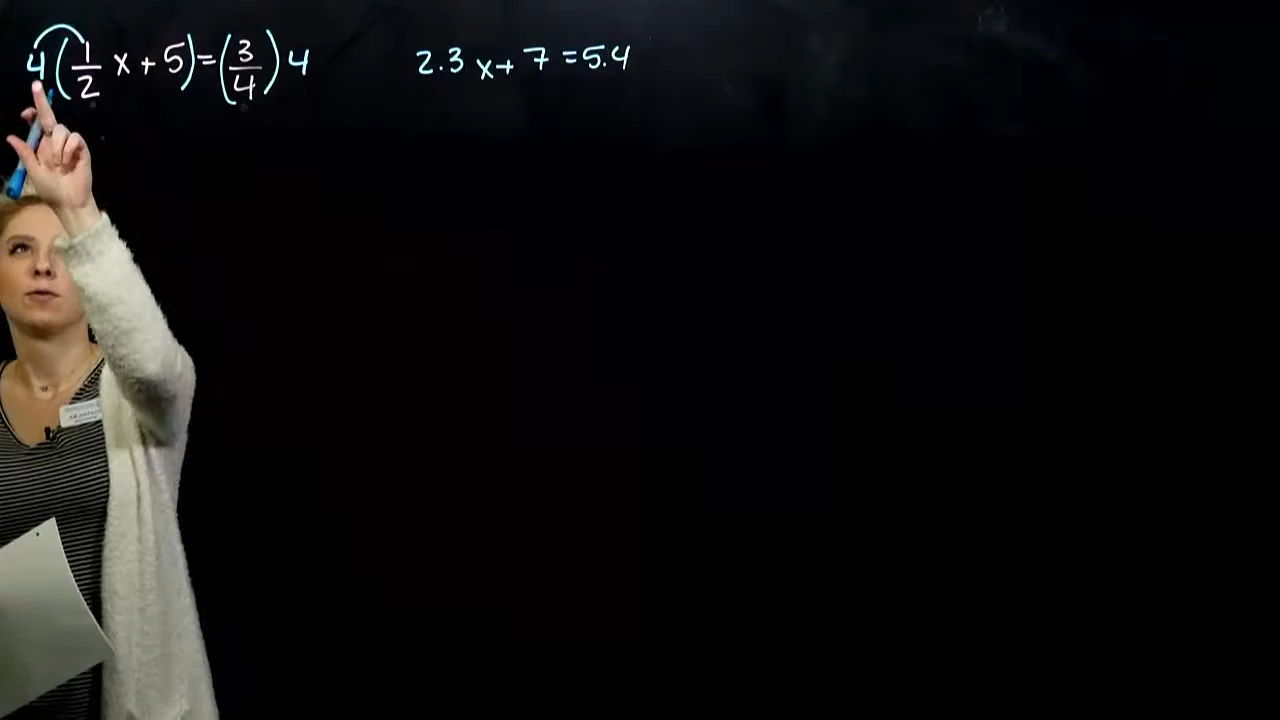 4(1/2 x + 5) = (3/4) 4
2.3 x + 7 = 5.4